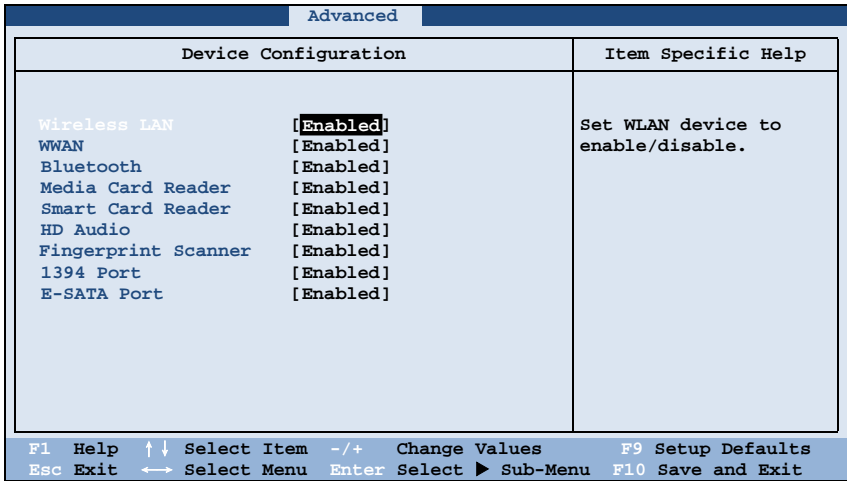 Advanced
Device Configuration Item Specific Help
Wireless LAN [Enabled] Set WLAN device to
WWAN [Enabled] enable/disable.
Bluetooth [Enabled]
Media Card Reader [Enabled]
Smart Card Reader [Enabled]
HD Audio [Enabled]
Fingerprint Scanner [Enabled]
1394 Port [Enabled]
E-SATA Port [Enabled]
F1 Help ↑↓ Select Item -/+ Change Values F9 Setup Defaults
Esc Exit ↔ Select Menu Enter Select ▶ Sub-Menu F10 Save and Exit